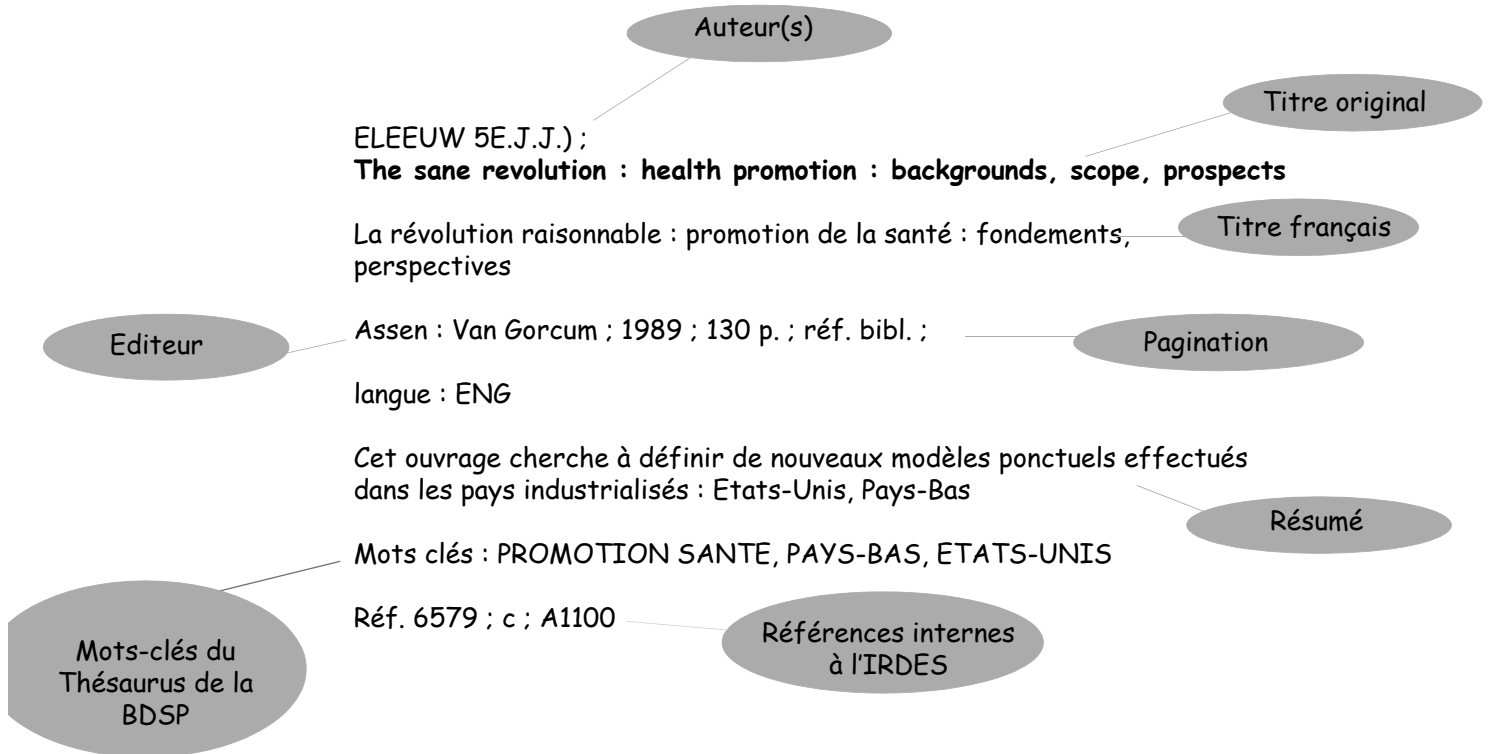 Auteur(s)
Titre original
ELEEUW 5E.J.J.) ;
The sane revolution : health promotion : backgrounds, scope, prospects
La révolution raisonnable : promotion de la santé : fondements,
perspectives
Titre français
Editeur
Assen : Van Gorcum ; 1989 ; 130 p. ; réf. bibl. ;
Pagination
langue : ENG
Cet ouvrage cherche à définir de nouveaux modèles ponctuels effectués
dans les pays industrialisés : Etats-Unis, Pays-Bas
Résumé
Mots clés : PROMOTION SANTE, PAYS-BAS, ETATS-UNIS
Réf. 6579 ; c ; A1100
Références internes
à l'IRDES
Mots-clés du
Thésaurus de la
BDSP